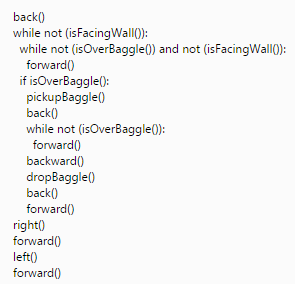 back()
while not (isFacingWall()):
while not (isOverBaggle()) and not (isFacingWall()):
forward()
if isOverBaggle():
pickupBaggle()
back()
while not (isOverBaggle()):
forward()
backward()
dropBaggle()
back()
forward()
right()
forward()
left()
forward()